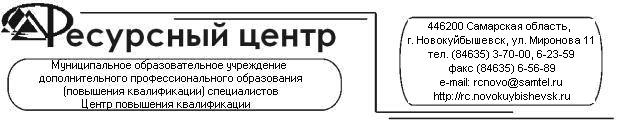 Ресурсный центр
Муниципальное образовательное учреждение
дополнительного профессионального образования
(повышения квалификации) специалистов
Центр повышения квалификации
446200 Самарская область,
г. Новокуйбышевск, ул. Миронова 11
тел. (84635) 3-70-00, 6-23-59
факс (84635) 6-56-89
e-mail: rcnovo@samtel.ru
http://rc.novokuybishevsk.ru